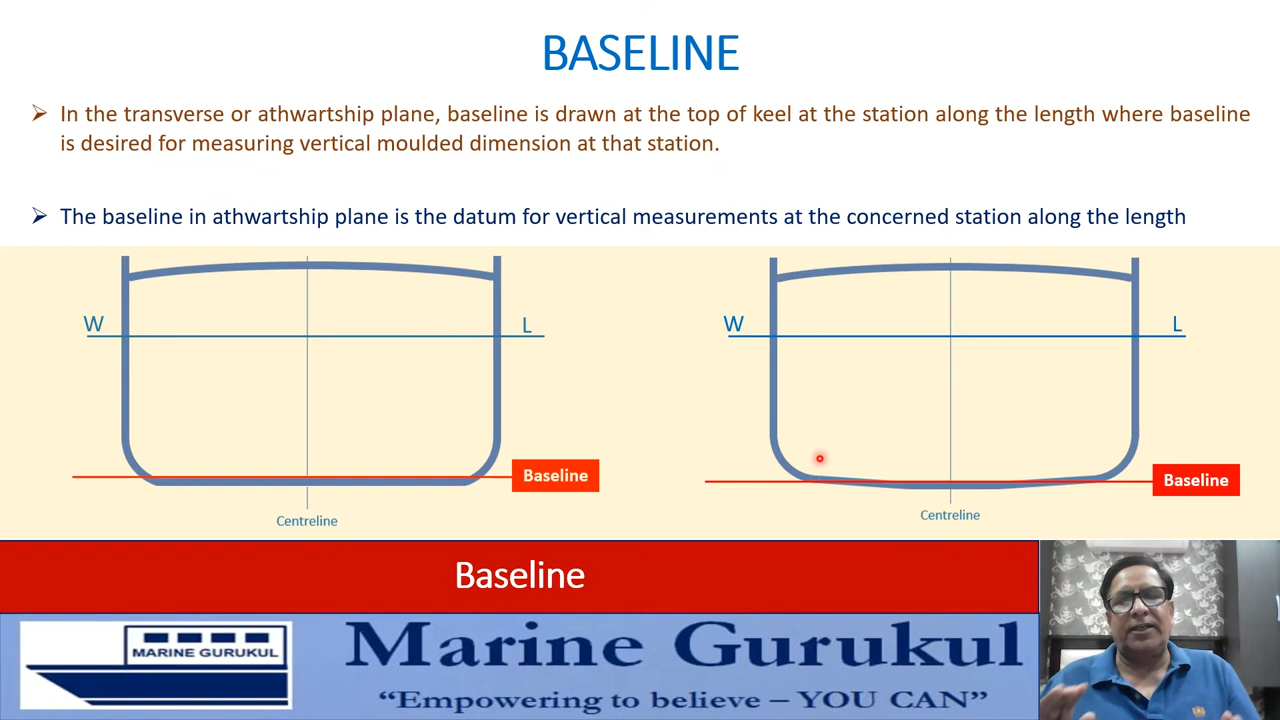 BASELINE
➢ In the transverse or athwartship plane, baseline is drawn at the top of keel at the station along the length where baseline
is desired for measuring vertical moulded dimension at that station.
➢ The baseline in athwartship plane is the datum for vertical measurements at the concerned station along the length
W
L
Baseline
Centreline
W
L
Baseline
Centreline
Baseline
MARINE GURUKUL
Marine Gurukul
“Empowering to believe – YOU CAN”